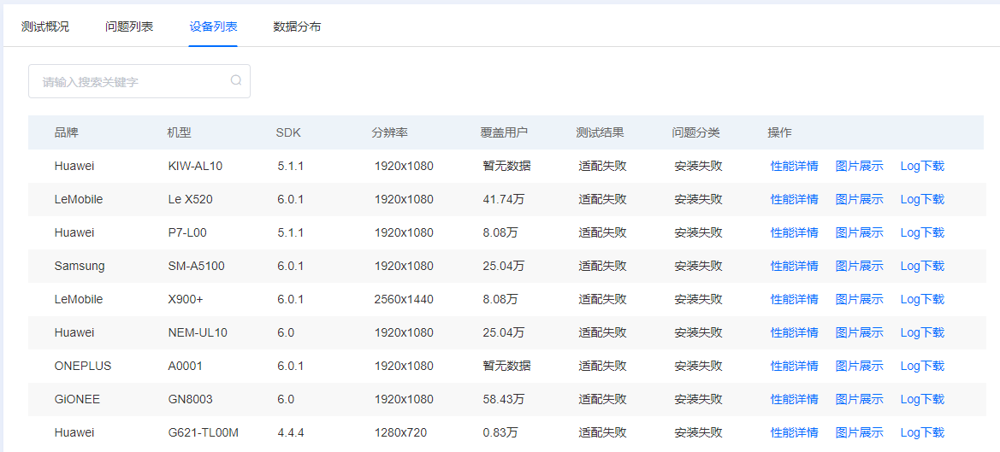 测试概况 问题列表 设备列表 数据分布
请输入搜索关键字
品牌 机型 SDK 分辨率 覆盖用户 测试结果 问题分类 操作
Huawei KIW-AL10 5.1.1 1920x1080 暂无数据 适配失败 安装失败 性能详情 图片展示 Log下载
LeMobile Le X520 6.0.1 1920x1080 41.74万 适配失败 安装失败 性能详情 图片展示 Log下载
Huawei P7-L00 5.1.1 1920x1080 8.08万 适配失败 安装失败 性能详情 图片展示 Log下载
Samsung SM-A5100 6.0.1 1920x1080 25.04万 适配失败 安装失败 性能详情 图片展示 Log下载
LeMobile X900+ 6.0.1 2560x1440 8.08万 适配失败 安装失败 性能详情 图片展示 Log下载
Huawei NEM-UL10 6.0 1920x1080 25.04万 适配失败 安装失败 性能详情 图片展示 Log下载
ONEPLUS A0001 6.0.1 1920x1080 暂无数据 适配失败 安装失败 性能详情 图片展示 Log下载
GiONEE GN8003 6.0 1920x1080 58.43万 适配失败 安装失败 性能详情 图片展示 Log下载
Huawei G621-TL00M 4.4.4 1280x720 0.83万 适配失败 安装失败 性能详情 图片展示 Log下载